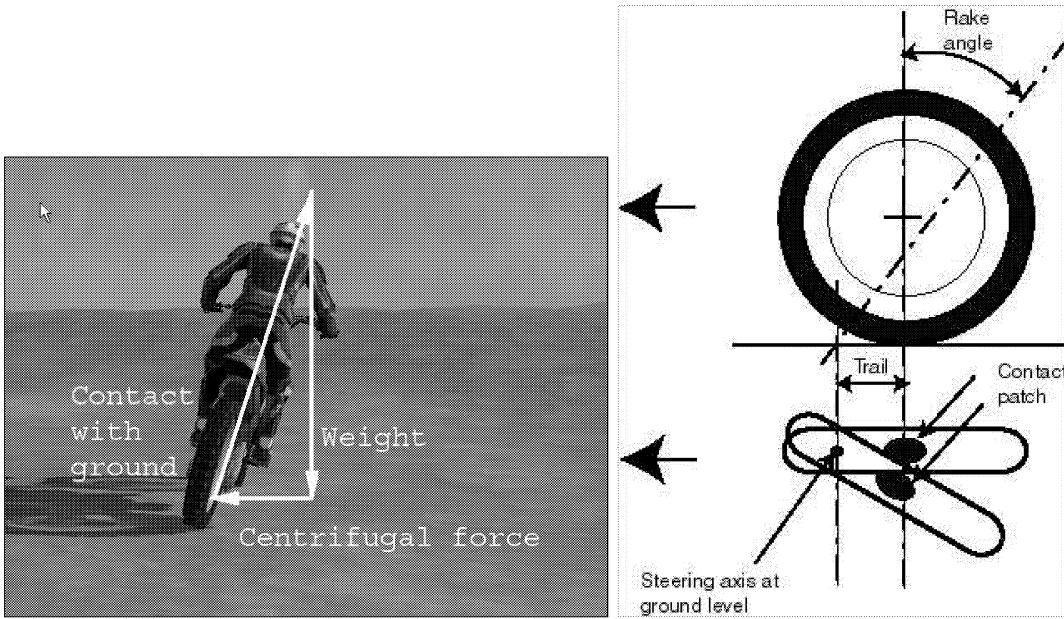 Contact
with
ground
Weight
Centrifugal force
Rake
angle
Trail
Contact
patch
Steering axis at
ground level